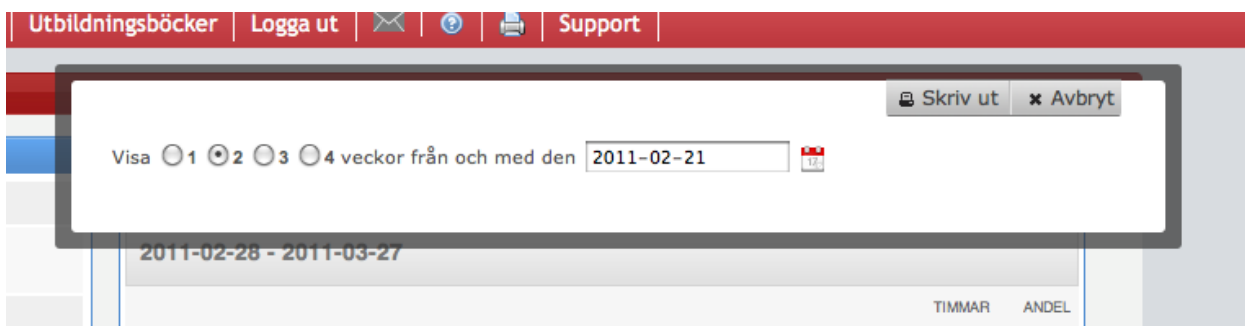 Utbildningsböcker Logga ut Support
Skriv ut Avbryt
Visa 1 2 3 4 veckor från och med den 2011-02-21
2011-02-28 - 2011-03-27
TIMMAR ANDEL